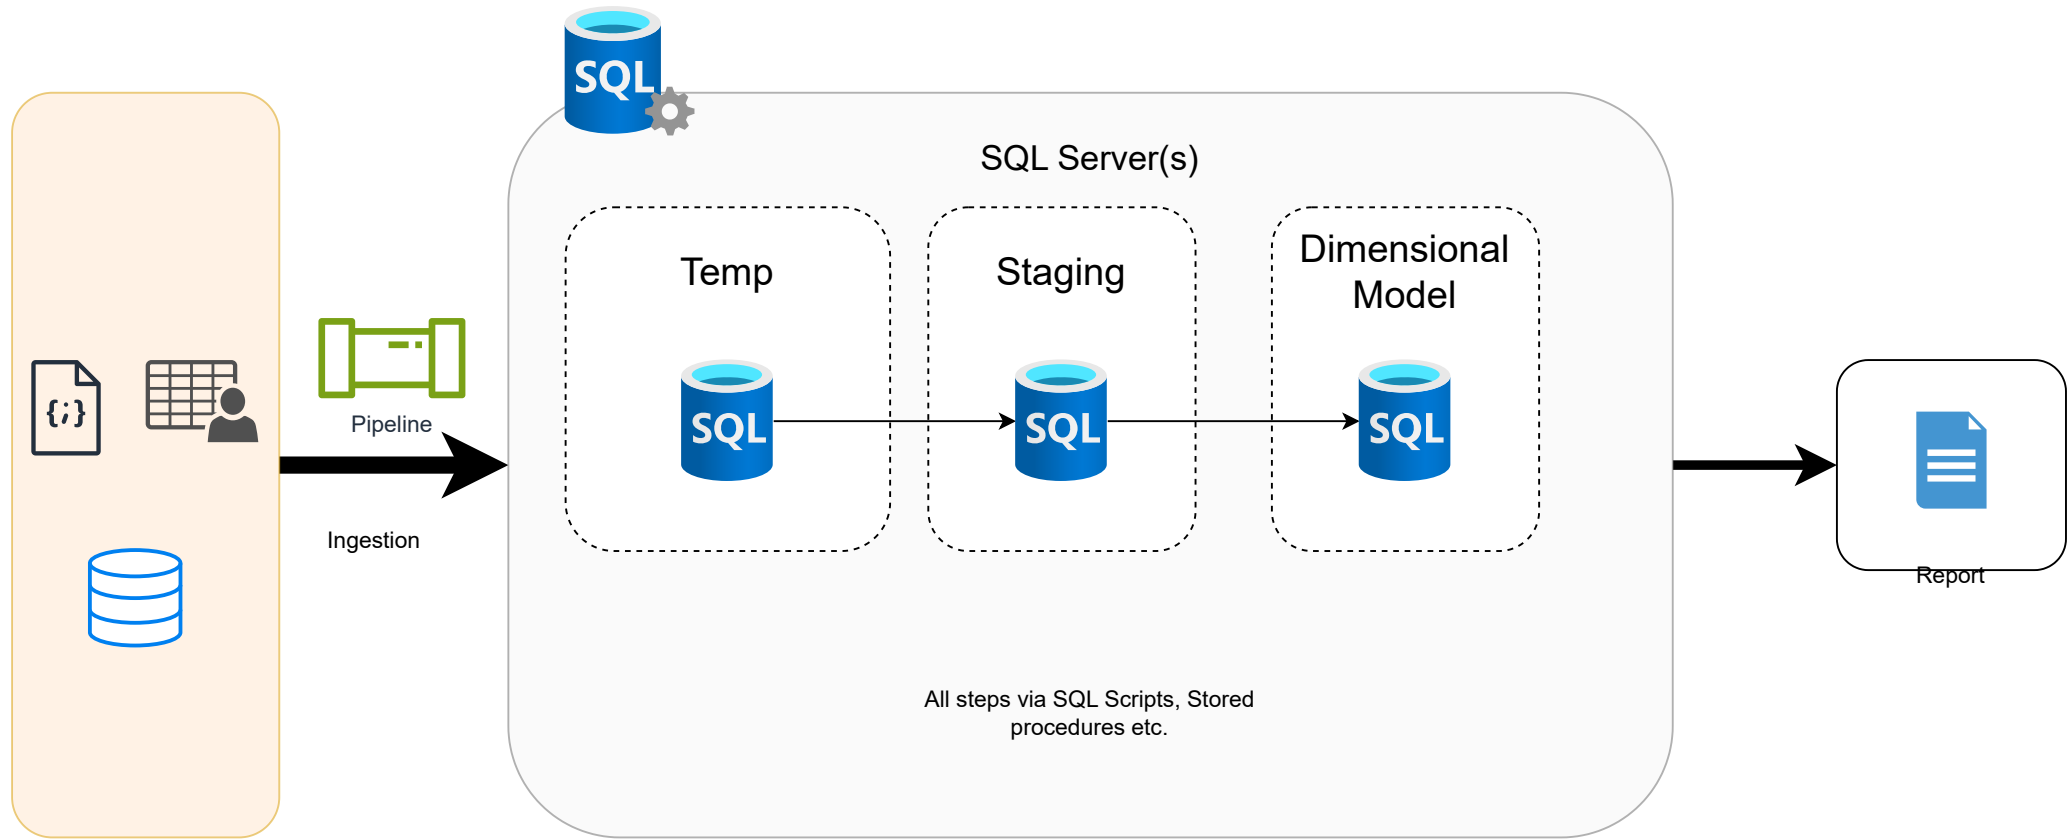 SQL
SQL Server(s)
Temp
Staging
Dimensional
Model
{;}
Pipeline
SQL
SQL
SQL
Ingestion
Report
All steps via SQL Scripts, Stored
procedures etc.